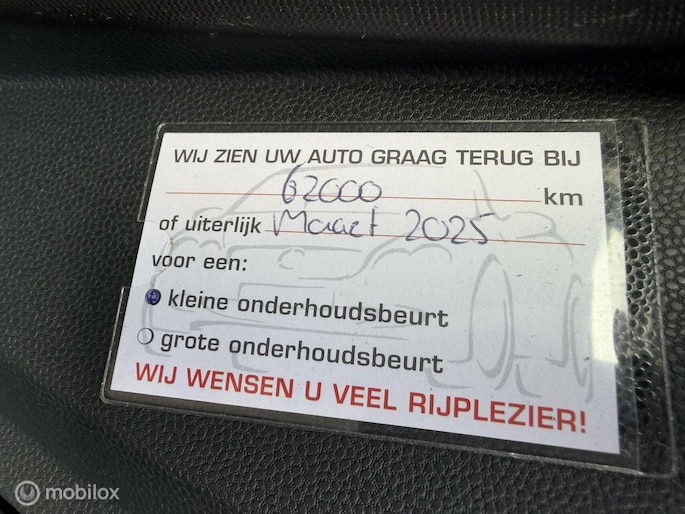 WIJ ZIEN UW AUTO GRAAG TERUG BIJ
62000 km
of uiterlijk Maart 2025
voor een:
kleine onderhoudsbeurt
grote onderhoudsbeurt
WIJ WENSEN U VEEL RIJPLEZIER!
mobilox